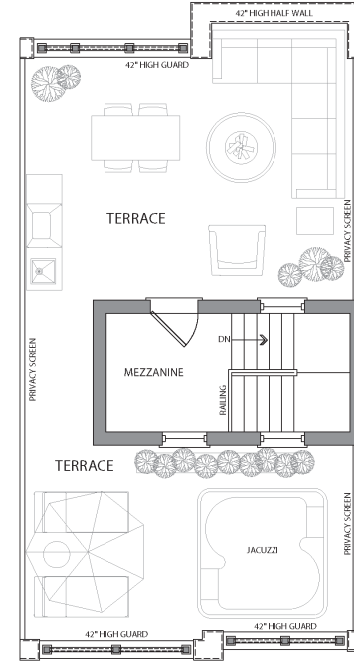 42" HIGH HALF WALL
42" HIGH GUARD
TERRACE
PRIVACY SCREEN
DN
MEZZANINE
RAILING
PRIVACY SCREEN
TERRACE
PRIVACY SCREEN
JACUZZI
42" HIGH GUARD
42" HIGH GUARD